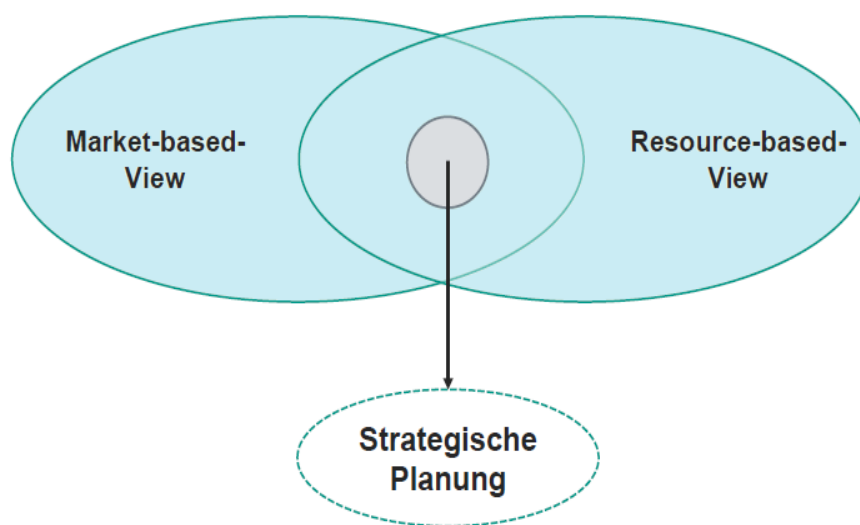 Market-based-
View
Resource-based-
View
Strategische
Planung